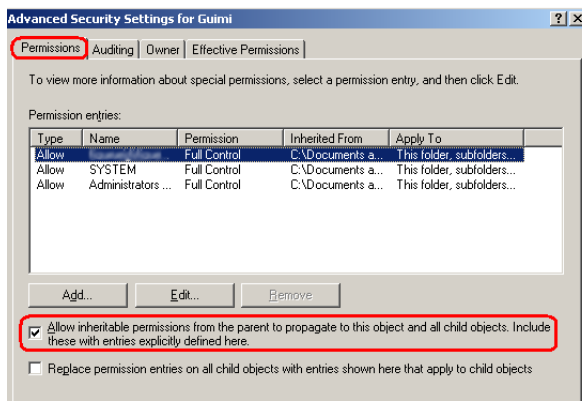 Advanced Security Settings for Guimi
Permissions Auditing Owner Effective Permissions
To view more information about special permissions, select a permission entry, and then click Edit.
Permission entries:
Type Name Permission Inherited From Apply To
Allow Full Control C:\Documents a... This folder, subfolders...
Allow SYSTEM Full Control C:\Documents a... This folder, subfolders...
Allow Administrators ... Full Control C:\Documents a... This folder, subfolders...
Add... Edit... Remove
Allow inheritable permissions from the parent to propagate to this object and all child objects. Include
these with entries explicitly defined here.
Replace permission entries on all child objects with entries shown here that apply to child objects